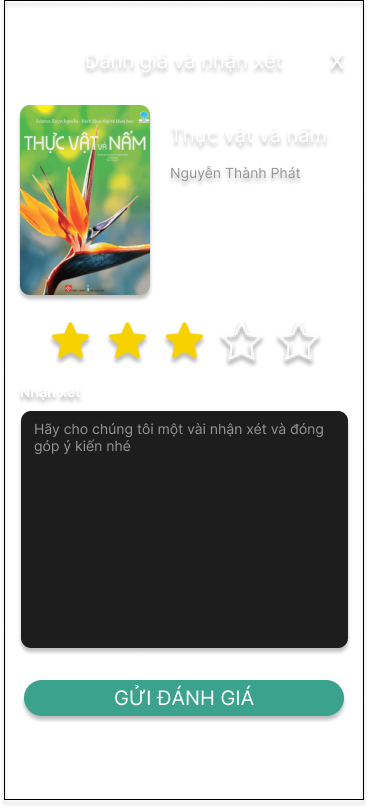 Đánh giá và nhận xét
X
THỰC VẬT VÀ NẤM
Thực vật và nấm
Nguyễn Thành Phát
Nhận xét
Hãy cho chúng tôi một vài nhận xét và đóng
góp ý kiến nhé
GỬI ĐÁNH GIÁ